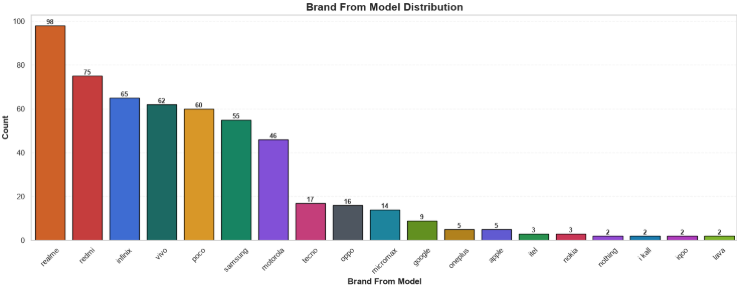 Brand From Model Distribution
Count
100
80
60
40
20
0
98
75
65
62
60
55
46
17
16
14
9
5
5
3
3
2
2
2
2
realme
redmi
infinix
vivo
poco
samsung
motorola
tecno
oppo
micromax
google
oneplus
apple
itel
nokia
nothing
i kall
iqoo
lava
Brand From Model